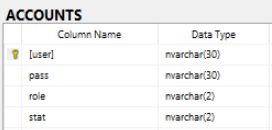 ACCOUNTS
Column Name Data Type
[user] nvarchar(30)
pass nvarchar(30)
role nvarchar(2)
stat nvarchar(2)